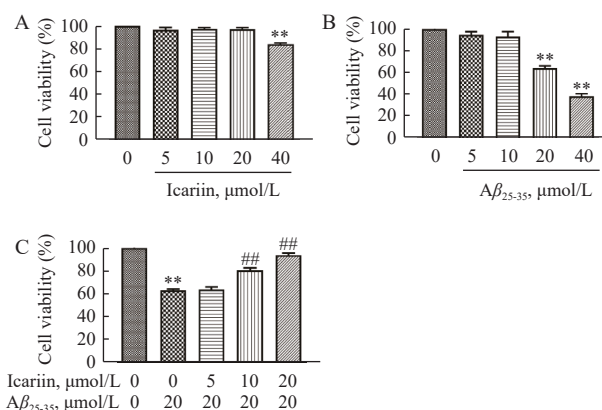 A
Cell viability (%)
100
80
60
40
20
0
**
0 5 10 20 40
Icariin, μmol/L
B
Cell viability (%)
100
80
60
40
20
0
**
**
0 5 10 20 40
Aβ25-35, μmol/L
C
Cell viability (%)
100
80
60
40
20
0
**
##
##
Icariin, μmol/L 0 0 5 10 20
Aβ25-35, μmol/L 0 20 20 20 20